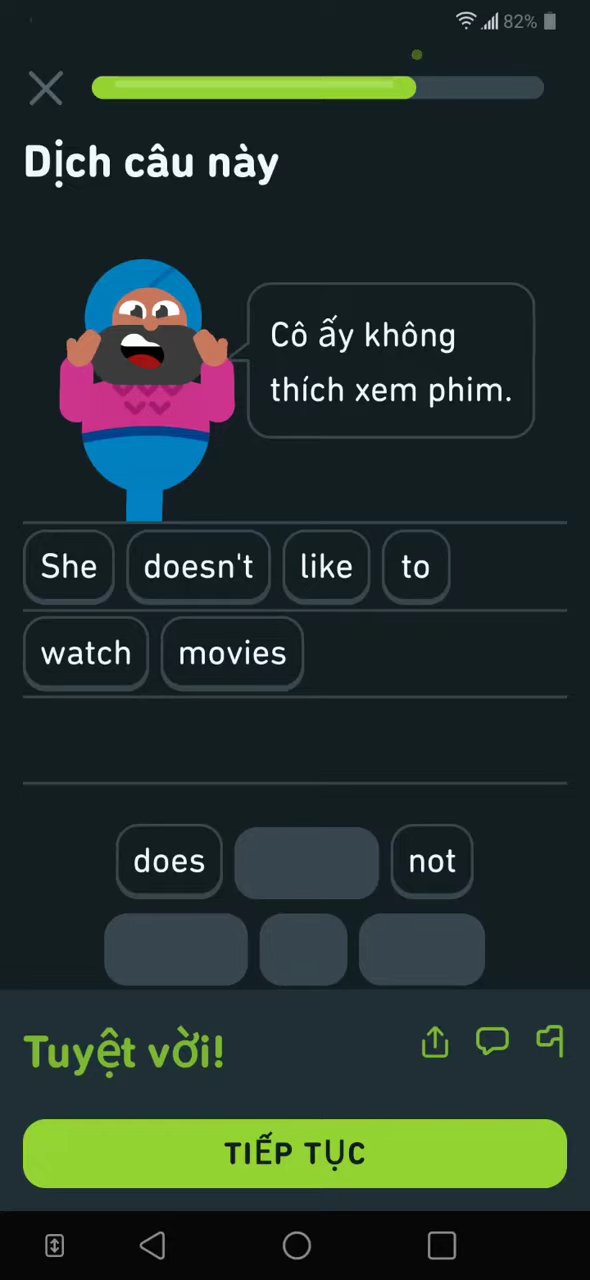 82%
Dịch câu này
Cô ấy không
thích xem phim.
She doesn't like to
watch movies
does not
Tuyệt vời!
TIẾP TỤC